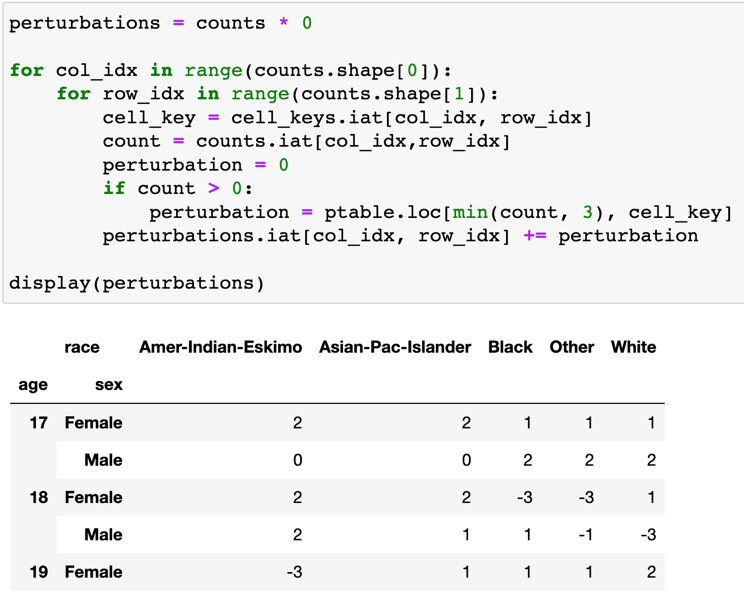 perturbations = counts * 0
for col_idx in range(counts.shape[0]):
    for row_idx in range(counts.shape[1]):
        cell_key = cell_keys.iat[col_idx, row_idx]
        count = counts.iat[col_idx,row_idx]
        perturbation = 0
        if count > 0:
            perturbation = ptable.loc[min(count, 3), cell_key]
        perturbations.iat[col_idx, row_idx] += perturbation
display(perturbations)
race Amer-Indian-Eskimo Asian-Pac-Islander Black Other White
age sex
17 Female 2 2 1 1 1
Male 0 0 2 2 2
18 Female 2 2 -3 -3 1
Male 2 1 1 -1 -3
19 Female -3 1 1 1 2